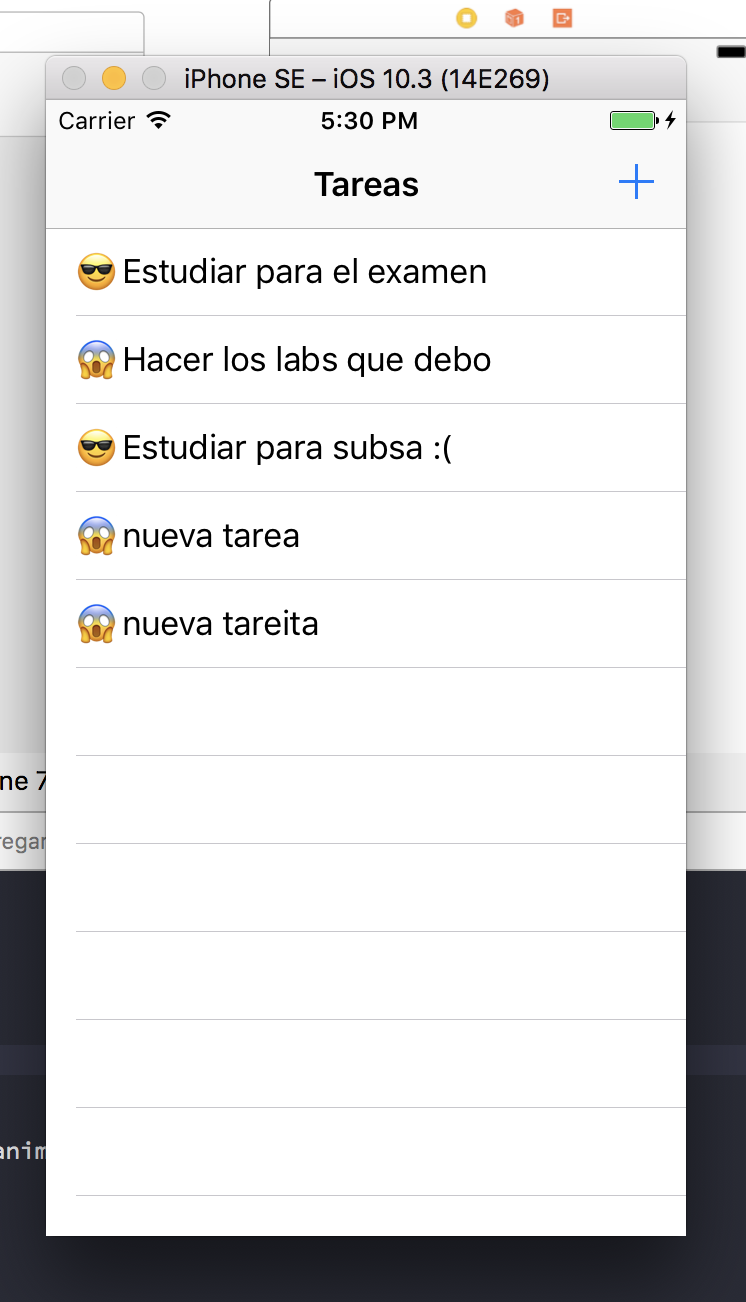 iPhone SE – iOS 10.3 (14E269)
Carrier 5:30 PM
Tareas
😎 Estudiar para el examen
😱 Hacer los labs que debo
😎 Estudiar para subsa :(
😱 nueva tarea
😱 nueva tareita
ne 7
regar
anim